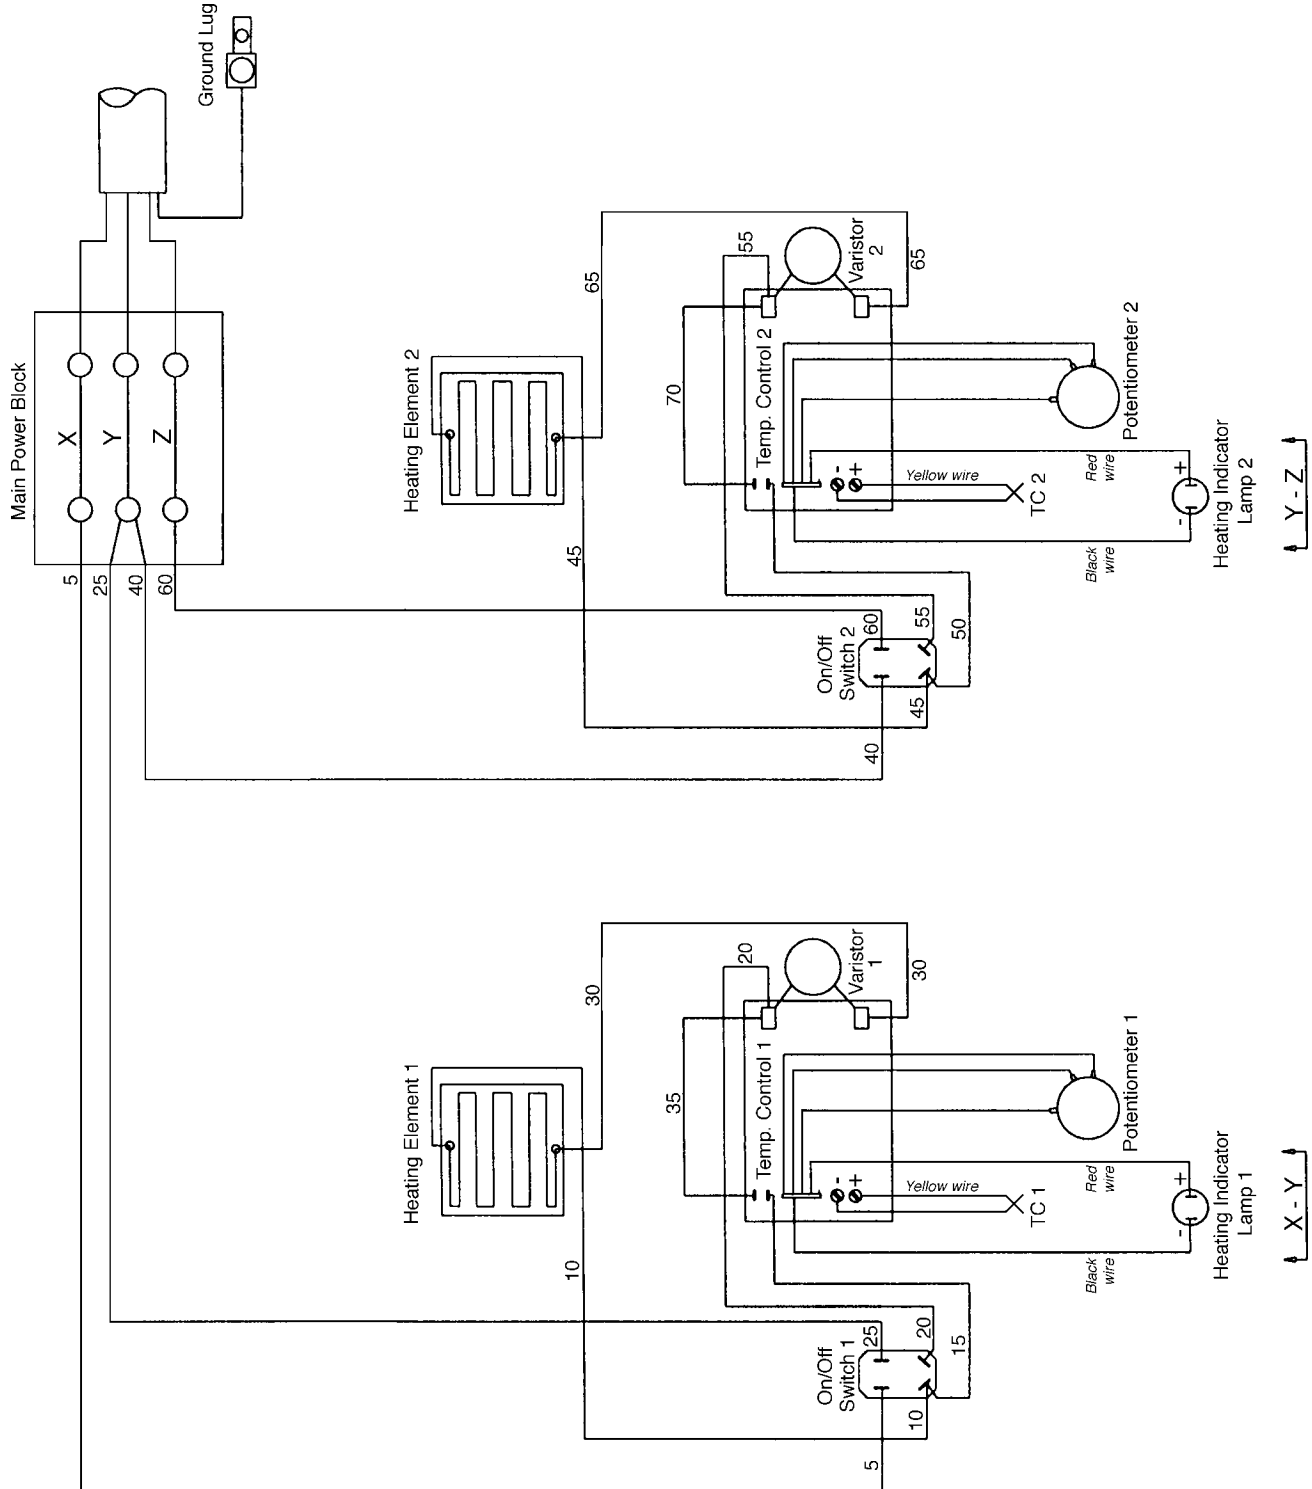 Main Power Block
X
Y
Z
Ground Lug
5
25
40
60
Heating Element 2
65
45
70
55
Temp. Control 2
Varistor
2
65
-
+
Yellow wire
TC 2
Potentiometer 2
Red
wire
Black
wire
+
-
Heating Indicator
Lamp 2
Y - Z
On/Off
Switch 2
60
55
50
45
40
Heating Element 1
30
10
35
20
Temp. Control 1
Varistor
1
30
-
+
Yellow wire
TC 1
Potentiometer 1
Red
wire
Black
wire
+
-
Heating Indicator
Lamp 1
X - Y
On/Off
Switch 1
25
20
15
10
5